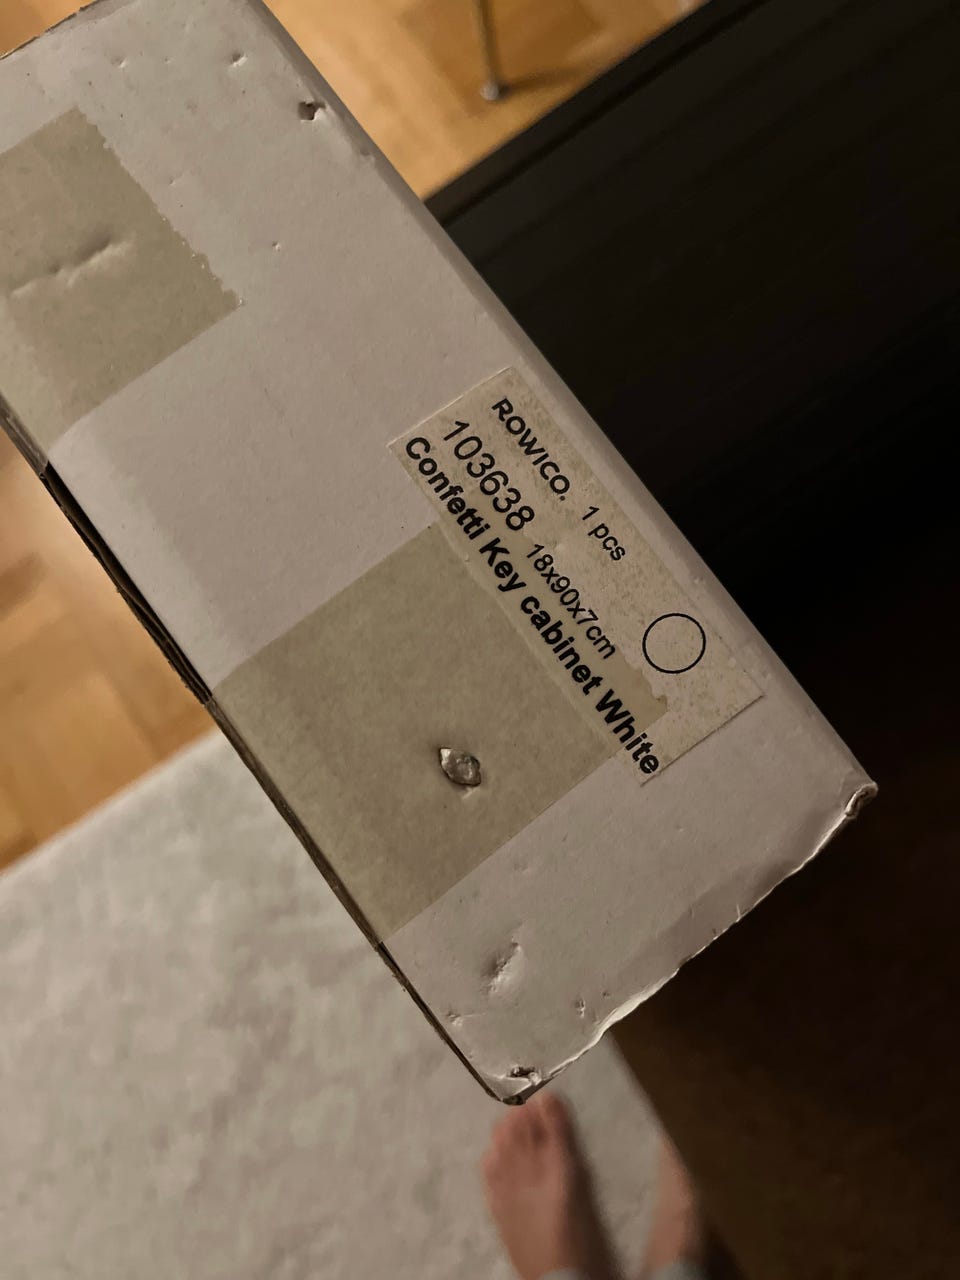 ROWICO. 1 pcs
103638 18x90x7cm
Confetti Key cabinet White